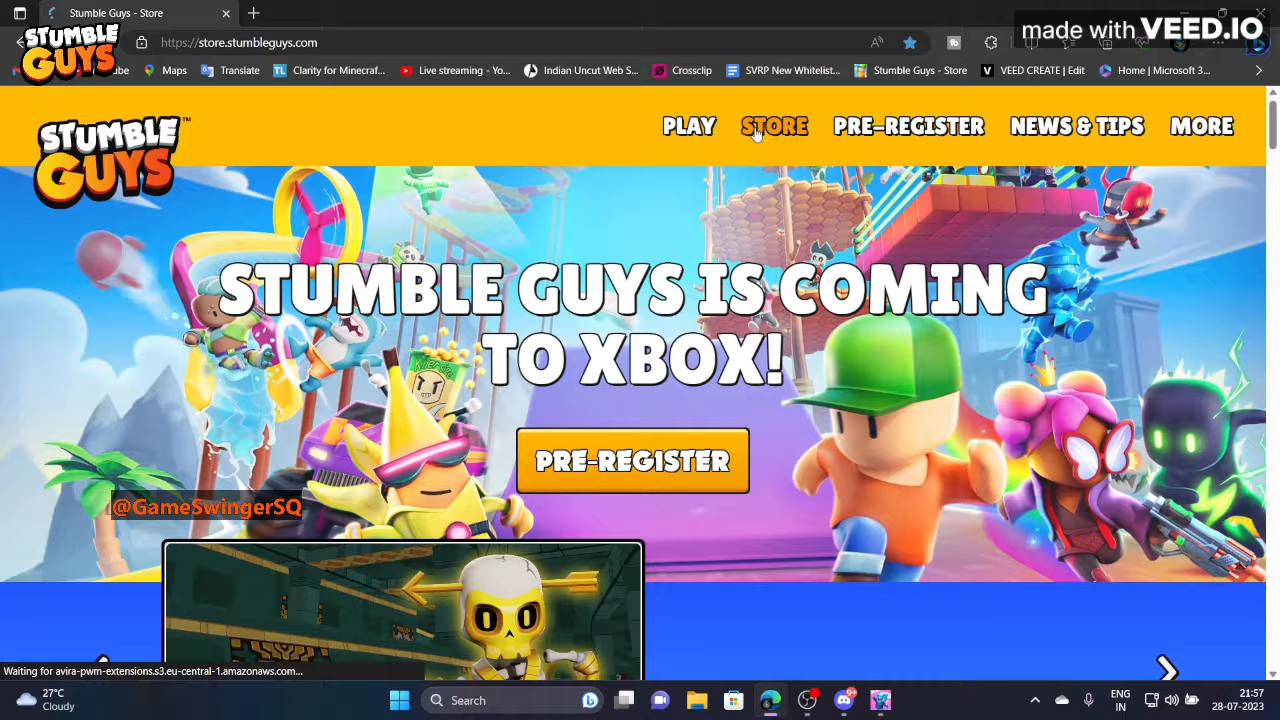 Stumble Guys - Store
made with VEED.IO
STUMBLE
GUYS
https://store.stumbleguys.com
Maps
Translate
Clarity for Minecraf...
Live streaming - Yo...
Indian Uncut Web S...
Crossclip
SVRP New Whitelist...
Stumble Guys - Store
VEED CREATE | Edit
Home | Microsoft 3...
STUMBLE™
GUYS
PLAY STORE PRE-REGISTER NEWS & TIPS MORE
STUMBLE GUYS IS COMING
TO XBOX!
PRE-REGISTER
@GameSwingerSQ
Waiting for avira-pwm-extensions.s3.eu-central-1.amazonaws.com...
27°C
Cloudy
Search
9+
ENG
IN
21:57
28-07-2023